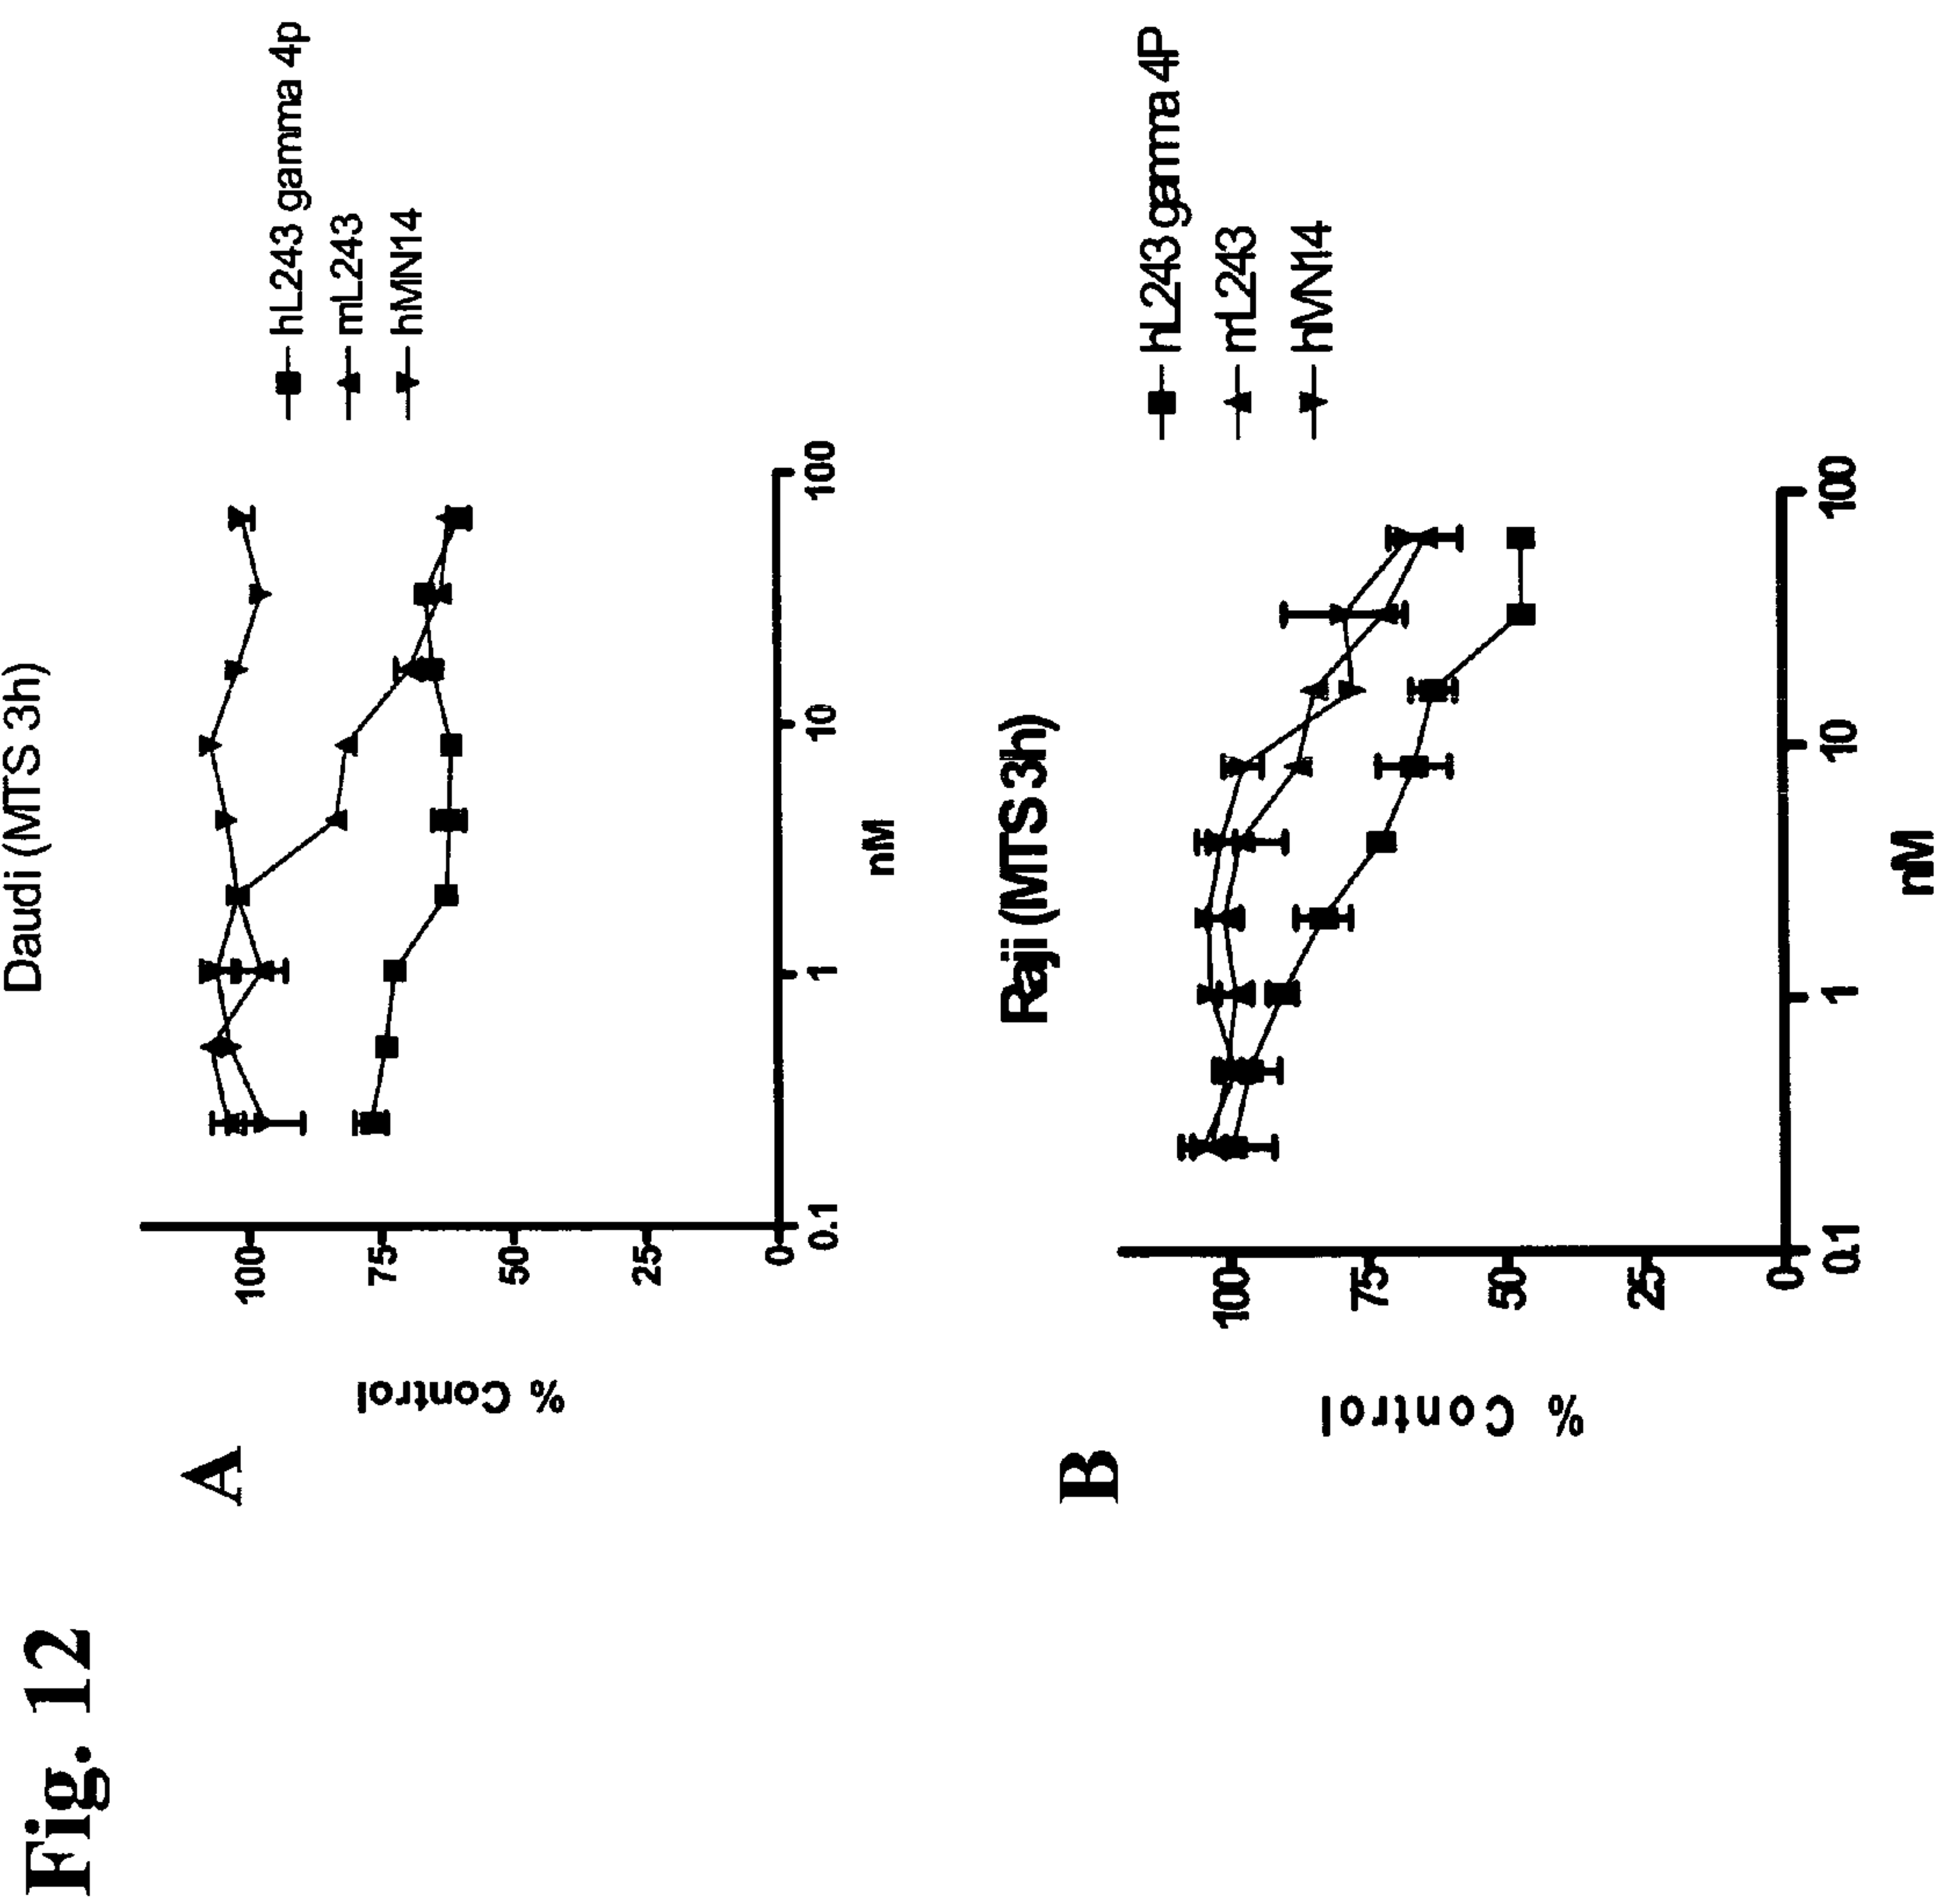 Fig. 12
A
Daudi (MTS 3h)
% Control
100
75
50
25
0
0.1
1
10
100
nM
hL243 gamma 4p
mL243
hMN14
B
Raji (MTS 3h)
% Control
100
75
50
25
0
0.1
1
10
100
nM
hL243 gamma 4P
mL243
hMN14